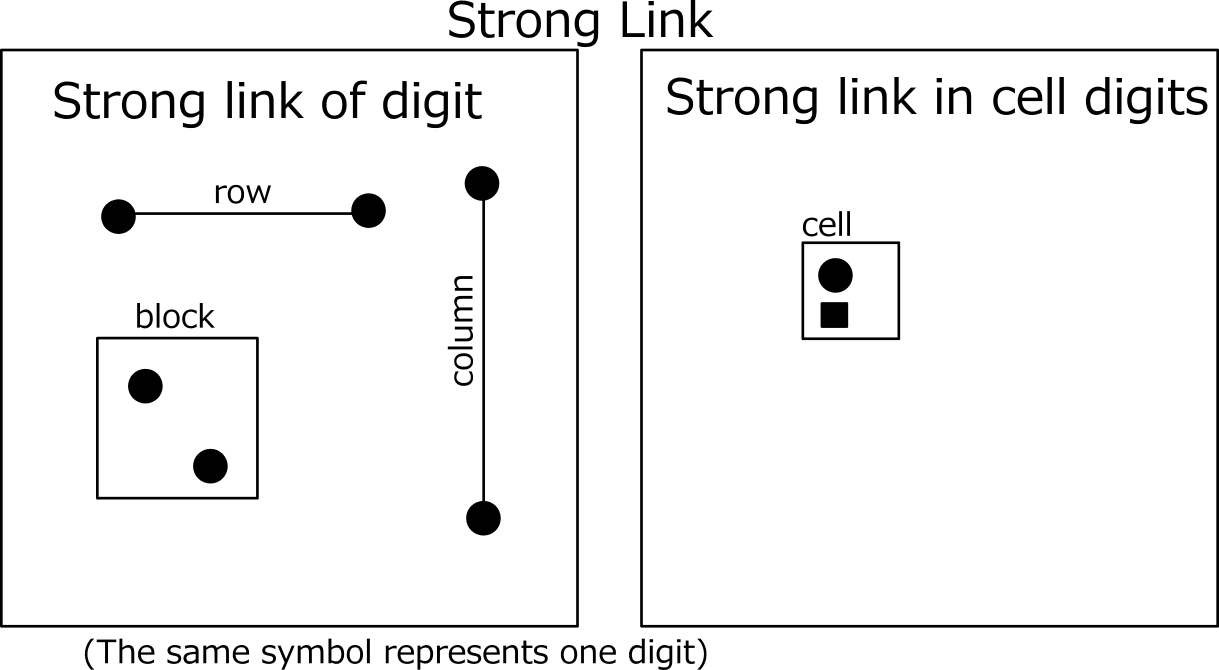 Strong Link
Strong link of digit
row
column
block
Strong link in cell digits
cell
(The same symbol represents one digit)